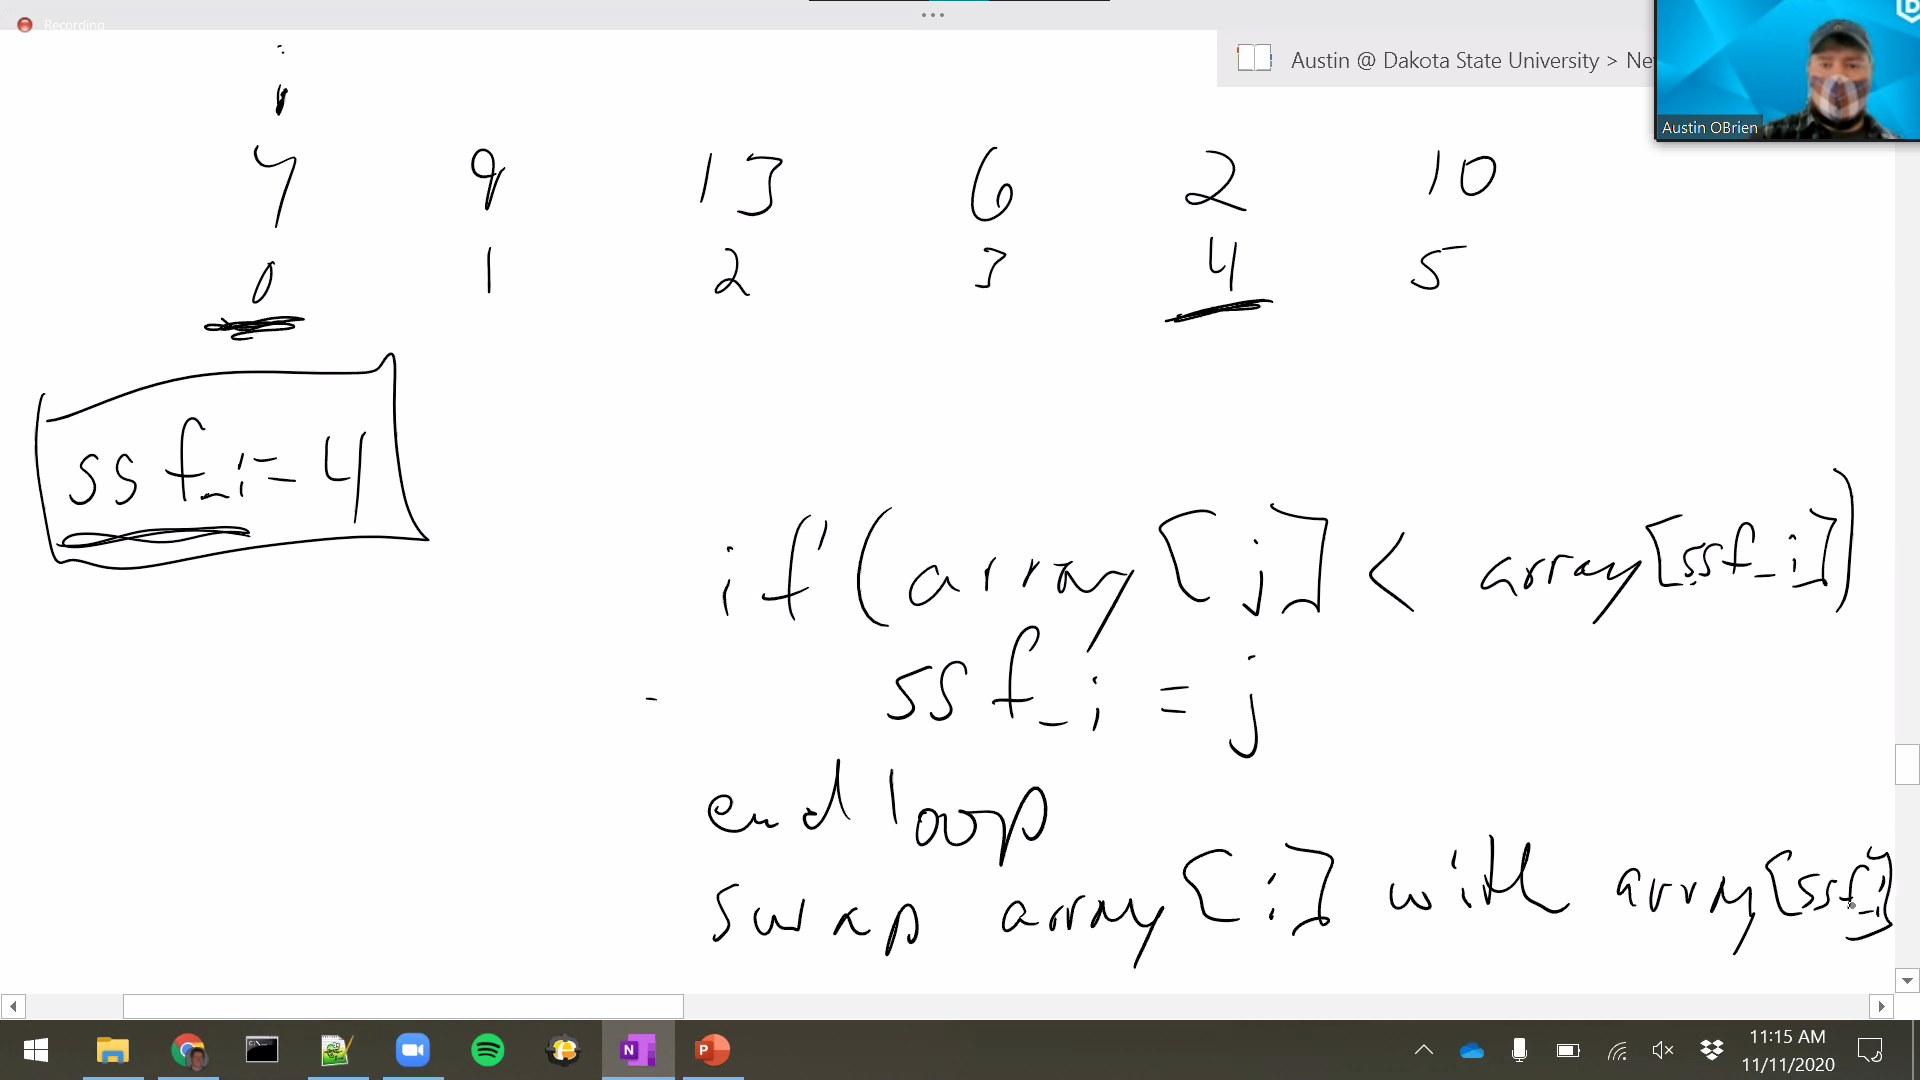 Recording
Austin @ Dakota State University > Ne
Austin OBrien
i
7 9 13 6 2 10
0 1 2 3 4 5
ssf_i = 4
if (array[j] < array[ssf_i])
ssf_i = j
end loop
swap array[i] with array[ssf_i]
11:15 AM
11/11/2020